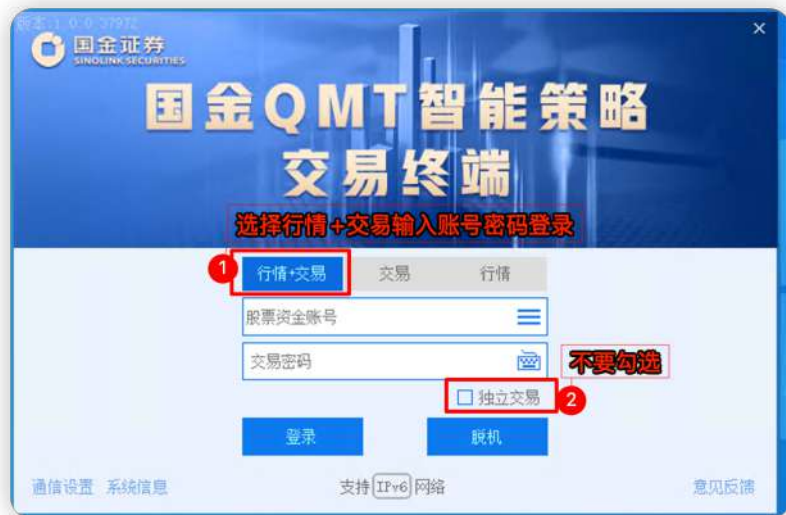 版本:1.0.0.37972
国金证券
SINOLINK SECURITIES
×
国金QMT智能策略
交易终端
选择行情+交易输入账号密码登录
1
行情+交易 交易 行情
股票资金账号
交易密码
不要勾选
独立交易 2
登录 脱机
通信设置 系统信息 支持 IPv6 网络 意见反馈